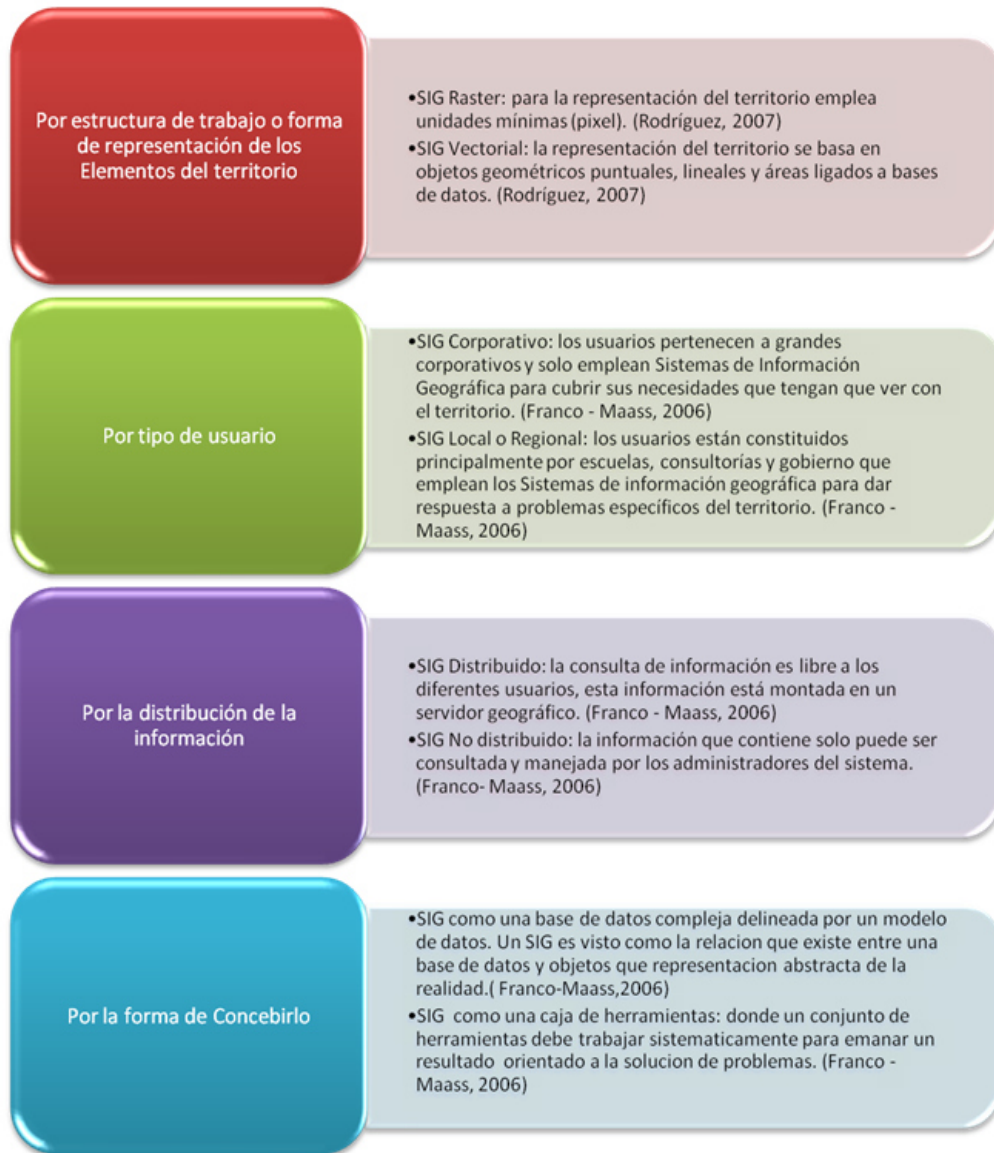 Por estructura de trabajo o forma
de representación de los
Elementos del territorio
•SIG Raster: para la representación del territorio emplea
unidades mínimas (pixel). (Rodríguez, 2007)
•SIG Vectorial: la representación del territorio se basa en
objetos geométricos puntuales, lineales y áreas ligados a bases
de datos. (Rodríguez, 2007)
Por tipo de usuario
•SIG Corporativo: los usuarios pertenecen a grandes
corporativos y solo emplean Sistemas de Información
Geográfica para cubrir sus necesidades que tengan que ver con
el territorio. (Franco - Maass, 2006)
•SIG Local o Regional: los usuarios están constituidos
principalmente por escuelas, consultorías y gobierno que
emplean los Sistemas de información geográfica para dar
respuesta a problemas específicos del territorio. (Franco -
Maass, 2006)
Por la distribución de la
información
•SIG Distribuido: la consulta de información es libre a los
diferentes usuarios, esta información está montada en un
servidor geográfico. (Franco - Maass, 2006)
•SIG No distribuido: la información que contiene solo puede ser
consultada y manejada por los administradores del sistema.
(Franco- Maass, 2006)
Por la forma de Concebirlo
•SIG como una base de datos compleja delineada por un modelo
de datos. Un SIG es visto como la relacion que existe entre una
base de datos y objetos que representacion abstracta de la
realidad.( Franco-Maass,2006)
•SIG como una caja de herramientas: donde un conjunto de
herramientas debe trabajar sistematicamente para emanar un
resultado orientado a la solucion de problemas. (Franco -
Maass, 2006)